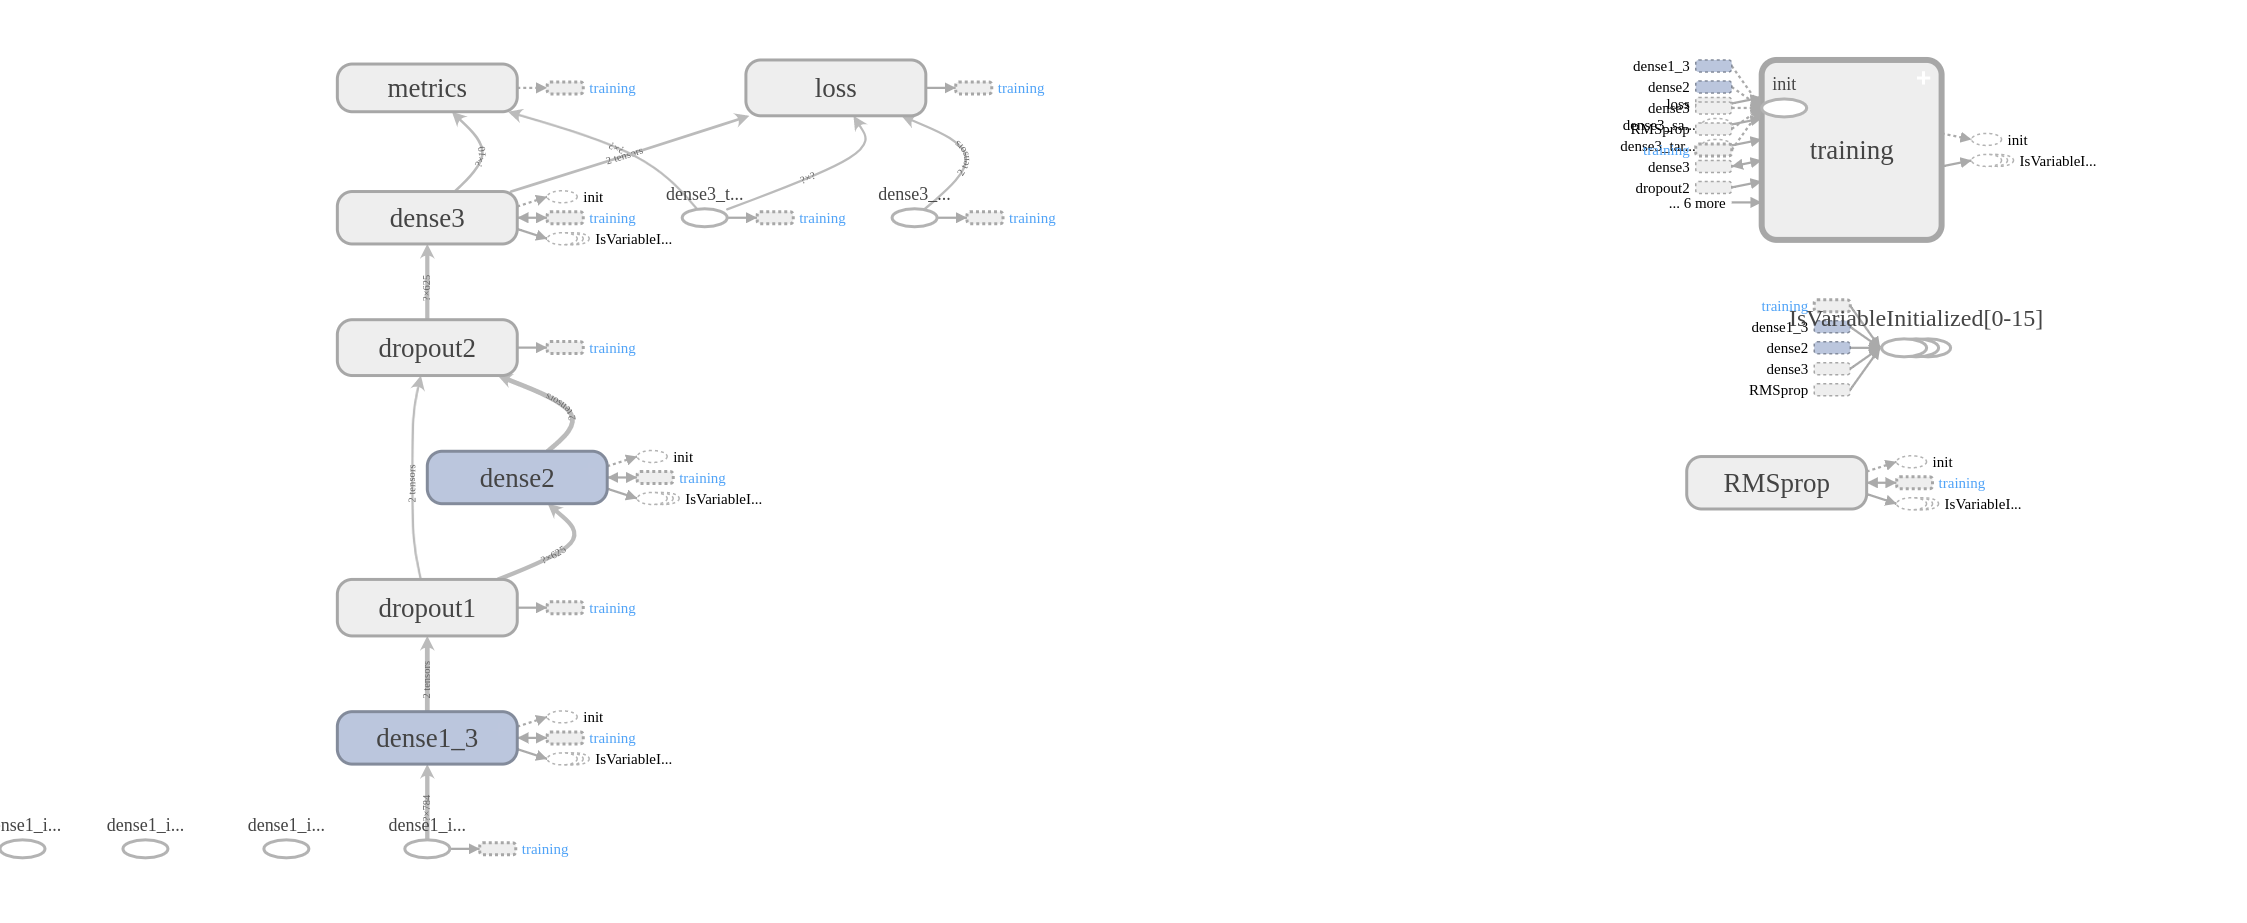 metrics
training
loss
training
?×10
?×?
2 tensors
?×?
2 tensors
dense3
init
training
IsVariableI...
dense3_t...
training
dense3_...
training
?×625
dropout2
training
2 tensors
2 tensors
dense2
init
training
IsVariableI...
?×625
dropout1
training
2 tensors
dense1_3
init
training
IsVariableI...
?×784
nse1_i...
dense1_i...
dense1_i...
dense1_i...
training
dense1_3
dense2
loss
dense3
dense3_sa...
RMSprop
dense3_tar...
training
dense3
dropout2
... 6 more
init
+
training
init
IsVariableI...
training
IsVariableInitialized[0-15]
dense1_3
dense2
dense3
RMSprop
RMSprop
init
training
IsVariableI...